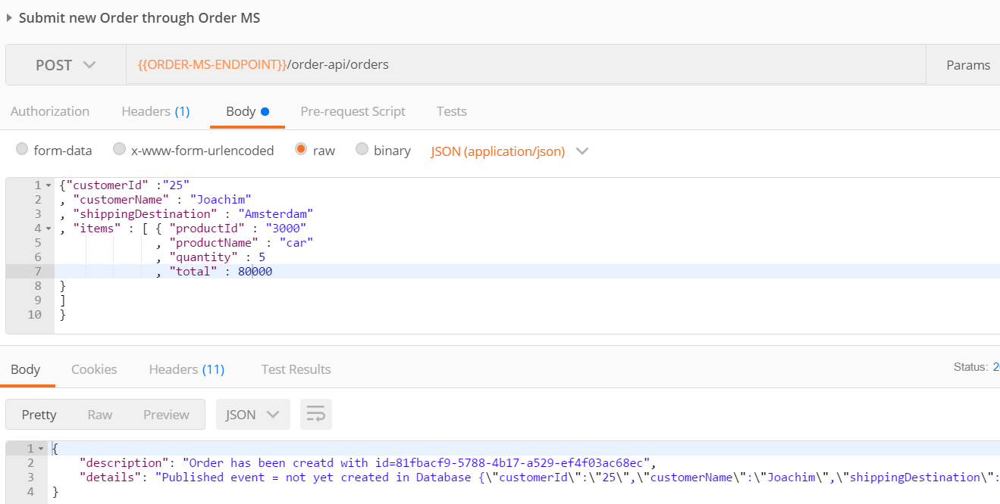 Submit new Order through Order MS
POST {{ORDER-MS-ENDPOINT}}/order-api/orders Params
Authorization Headers (1) Body Pre-request Script Tests
form-data x-www-form-urlencoded raw binary JSON (application/json)
1 {"customerId" :"25"
2 , "customerName" : "Joachim"
3 , "shippingDestination" : "Amsterdam"
4 , "items" : [ { "productId" : "3000"
5 , "productName" : "car"
6 , "quantity" : 5
7 , "total" : 80000
8 }
9 ]
10 }
Body Cookies Headers (11) Test Results Status: 2
Pretty Raw Preview JSON
1 {
2 "description": "Order has been creatd with id=81fbacf9-5788-4b17-a529-ef4f03ac68ec",
3 "details": "Published event = not yet created in Database {\"customerId\":\"25\",\"customerName\":\"Joachim\",\"shippingDestination\":
4 }